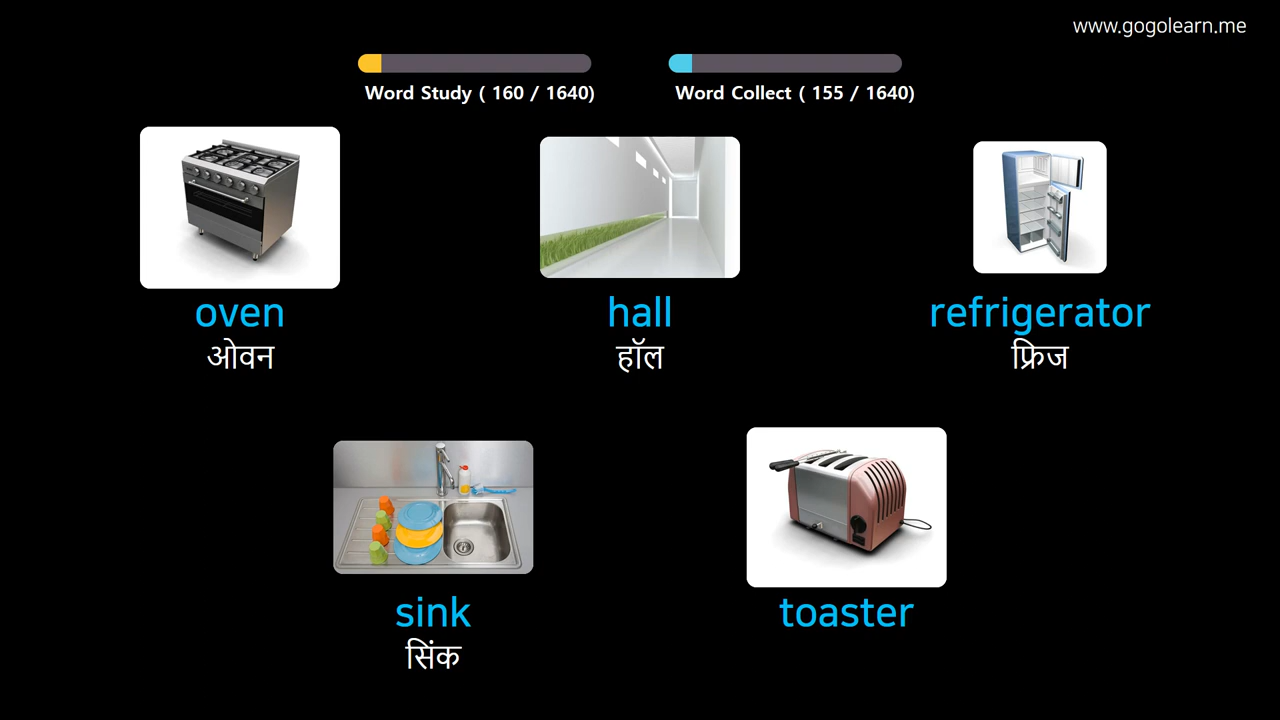 www.gogolearn.me
Word Study ( 160 / 1640)
Word Collect ( 155 / 1640)
oven
ओवन
hall
हॉल
refrigerator
फ्रिज
sink
सिंक
toaster